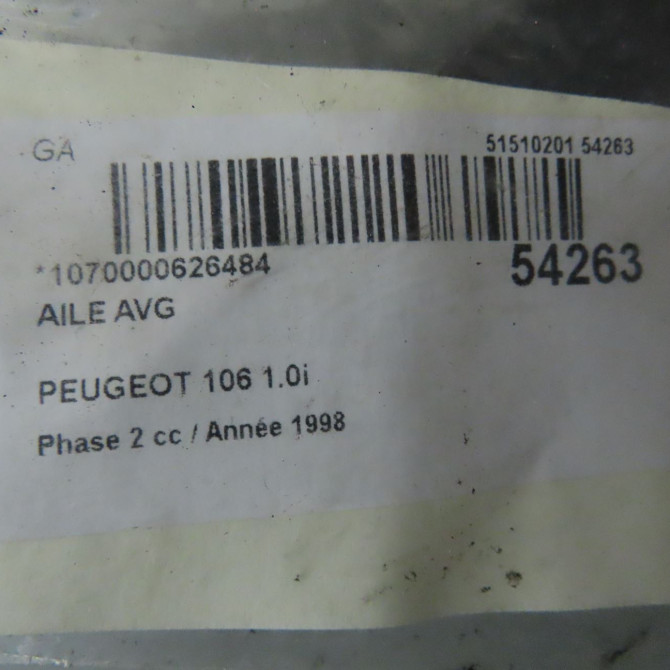 GA
51510201 54263
*1070000626484
54263
AILE AVG
PEUGEOT 106 1.0i
Phase 2 cc / Année 1998